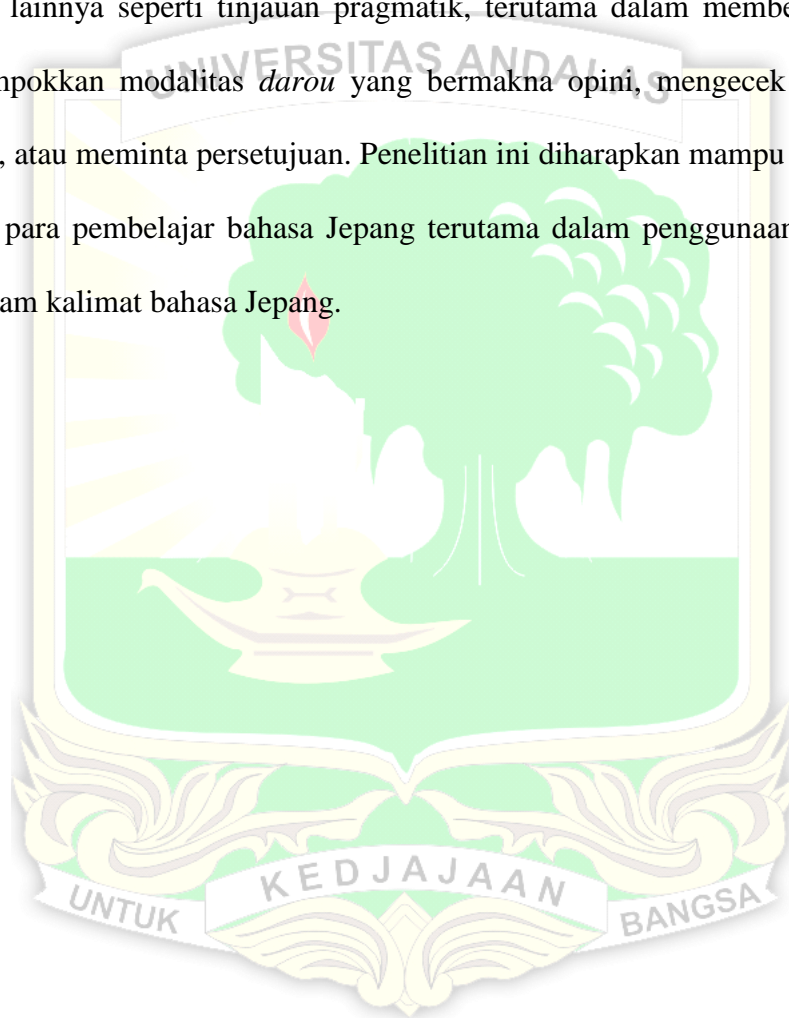 lainnya seperti tinjauan pragmatik, terutama dalam membe
UNIVERSITAS ANDALAS
mpokkan modalitas darou yang bermakna opini, mengecek
, atau meminta persetujuan. Penelitian ini diharapkan mampu
para pembelajar bahasa Jepang terutama dalam penggunaan
am kalimat bahasa Jepang.
UNTUK KEDJAJAAN BANGSA